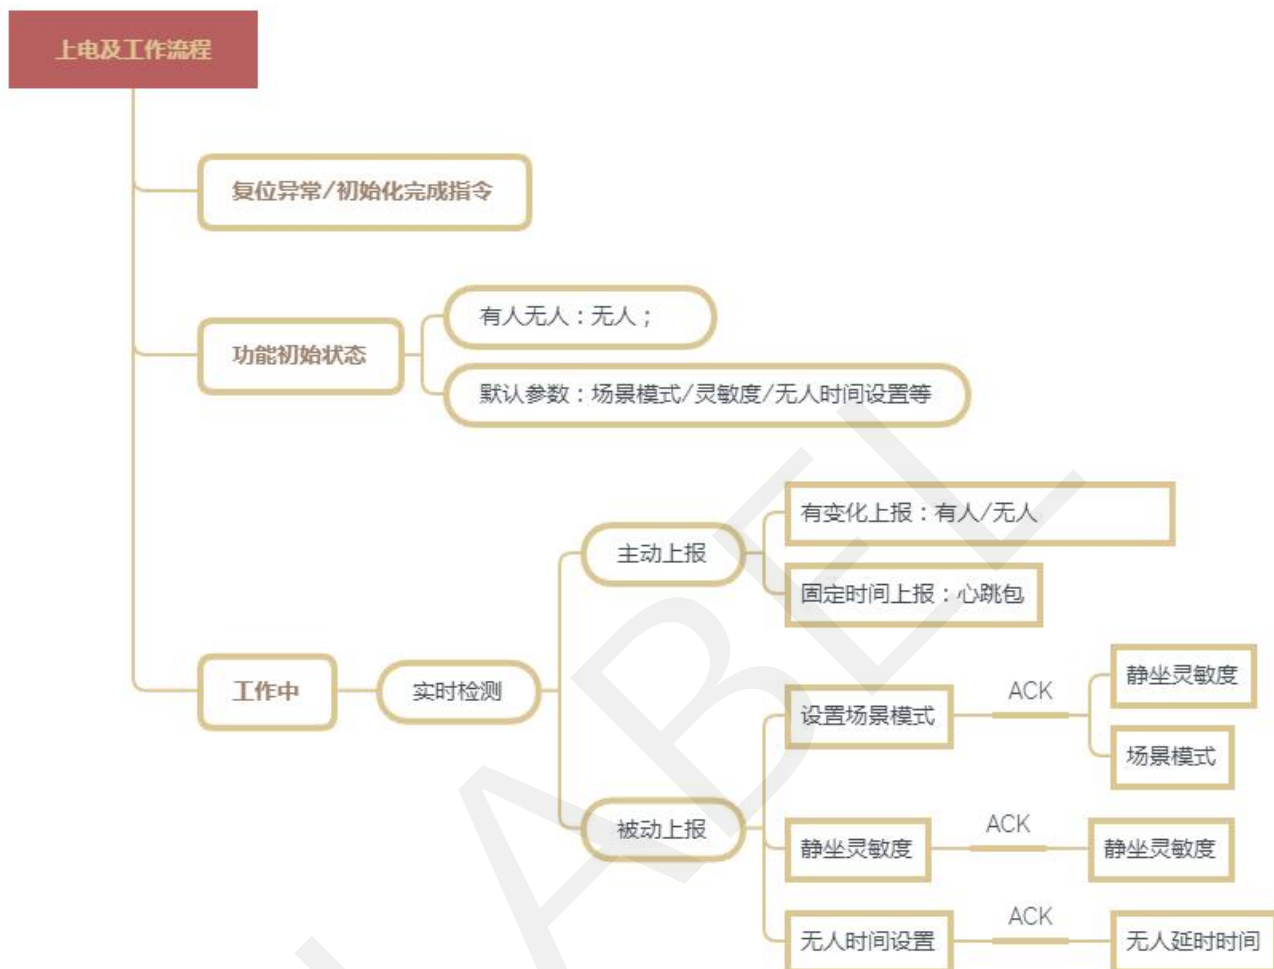 上电及工作流程
复位异常/初始化完成指令
功能初始状态
有人无人：无人；
默认参数：场景模式/灵敏度/无人时间设置等
工作中
实时检测
主动上报
有变化上报：有人/无人
固定时间上报：心跳包
被动上报
设置场景模式
ACK
静坐灵敏度
场景模式
静坐灵敏度
ACK
静坐灵敏度
无人时间设置
ACK
无人延时时间
ABEL